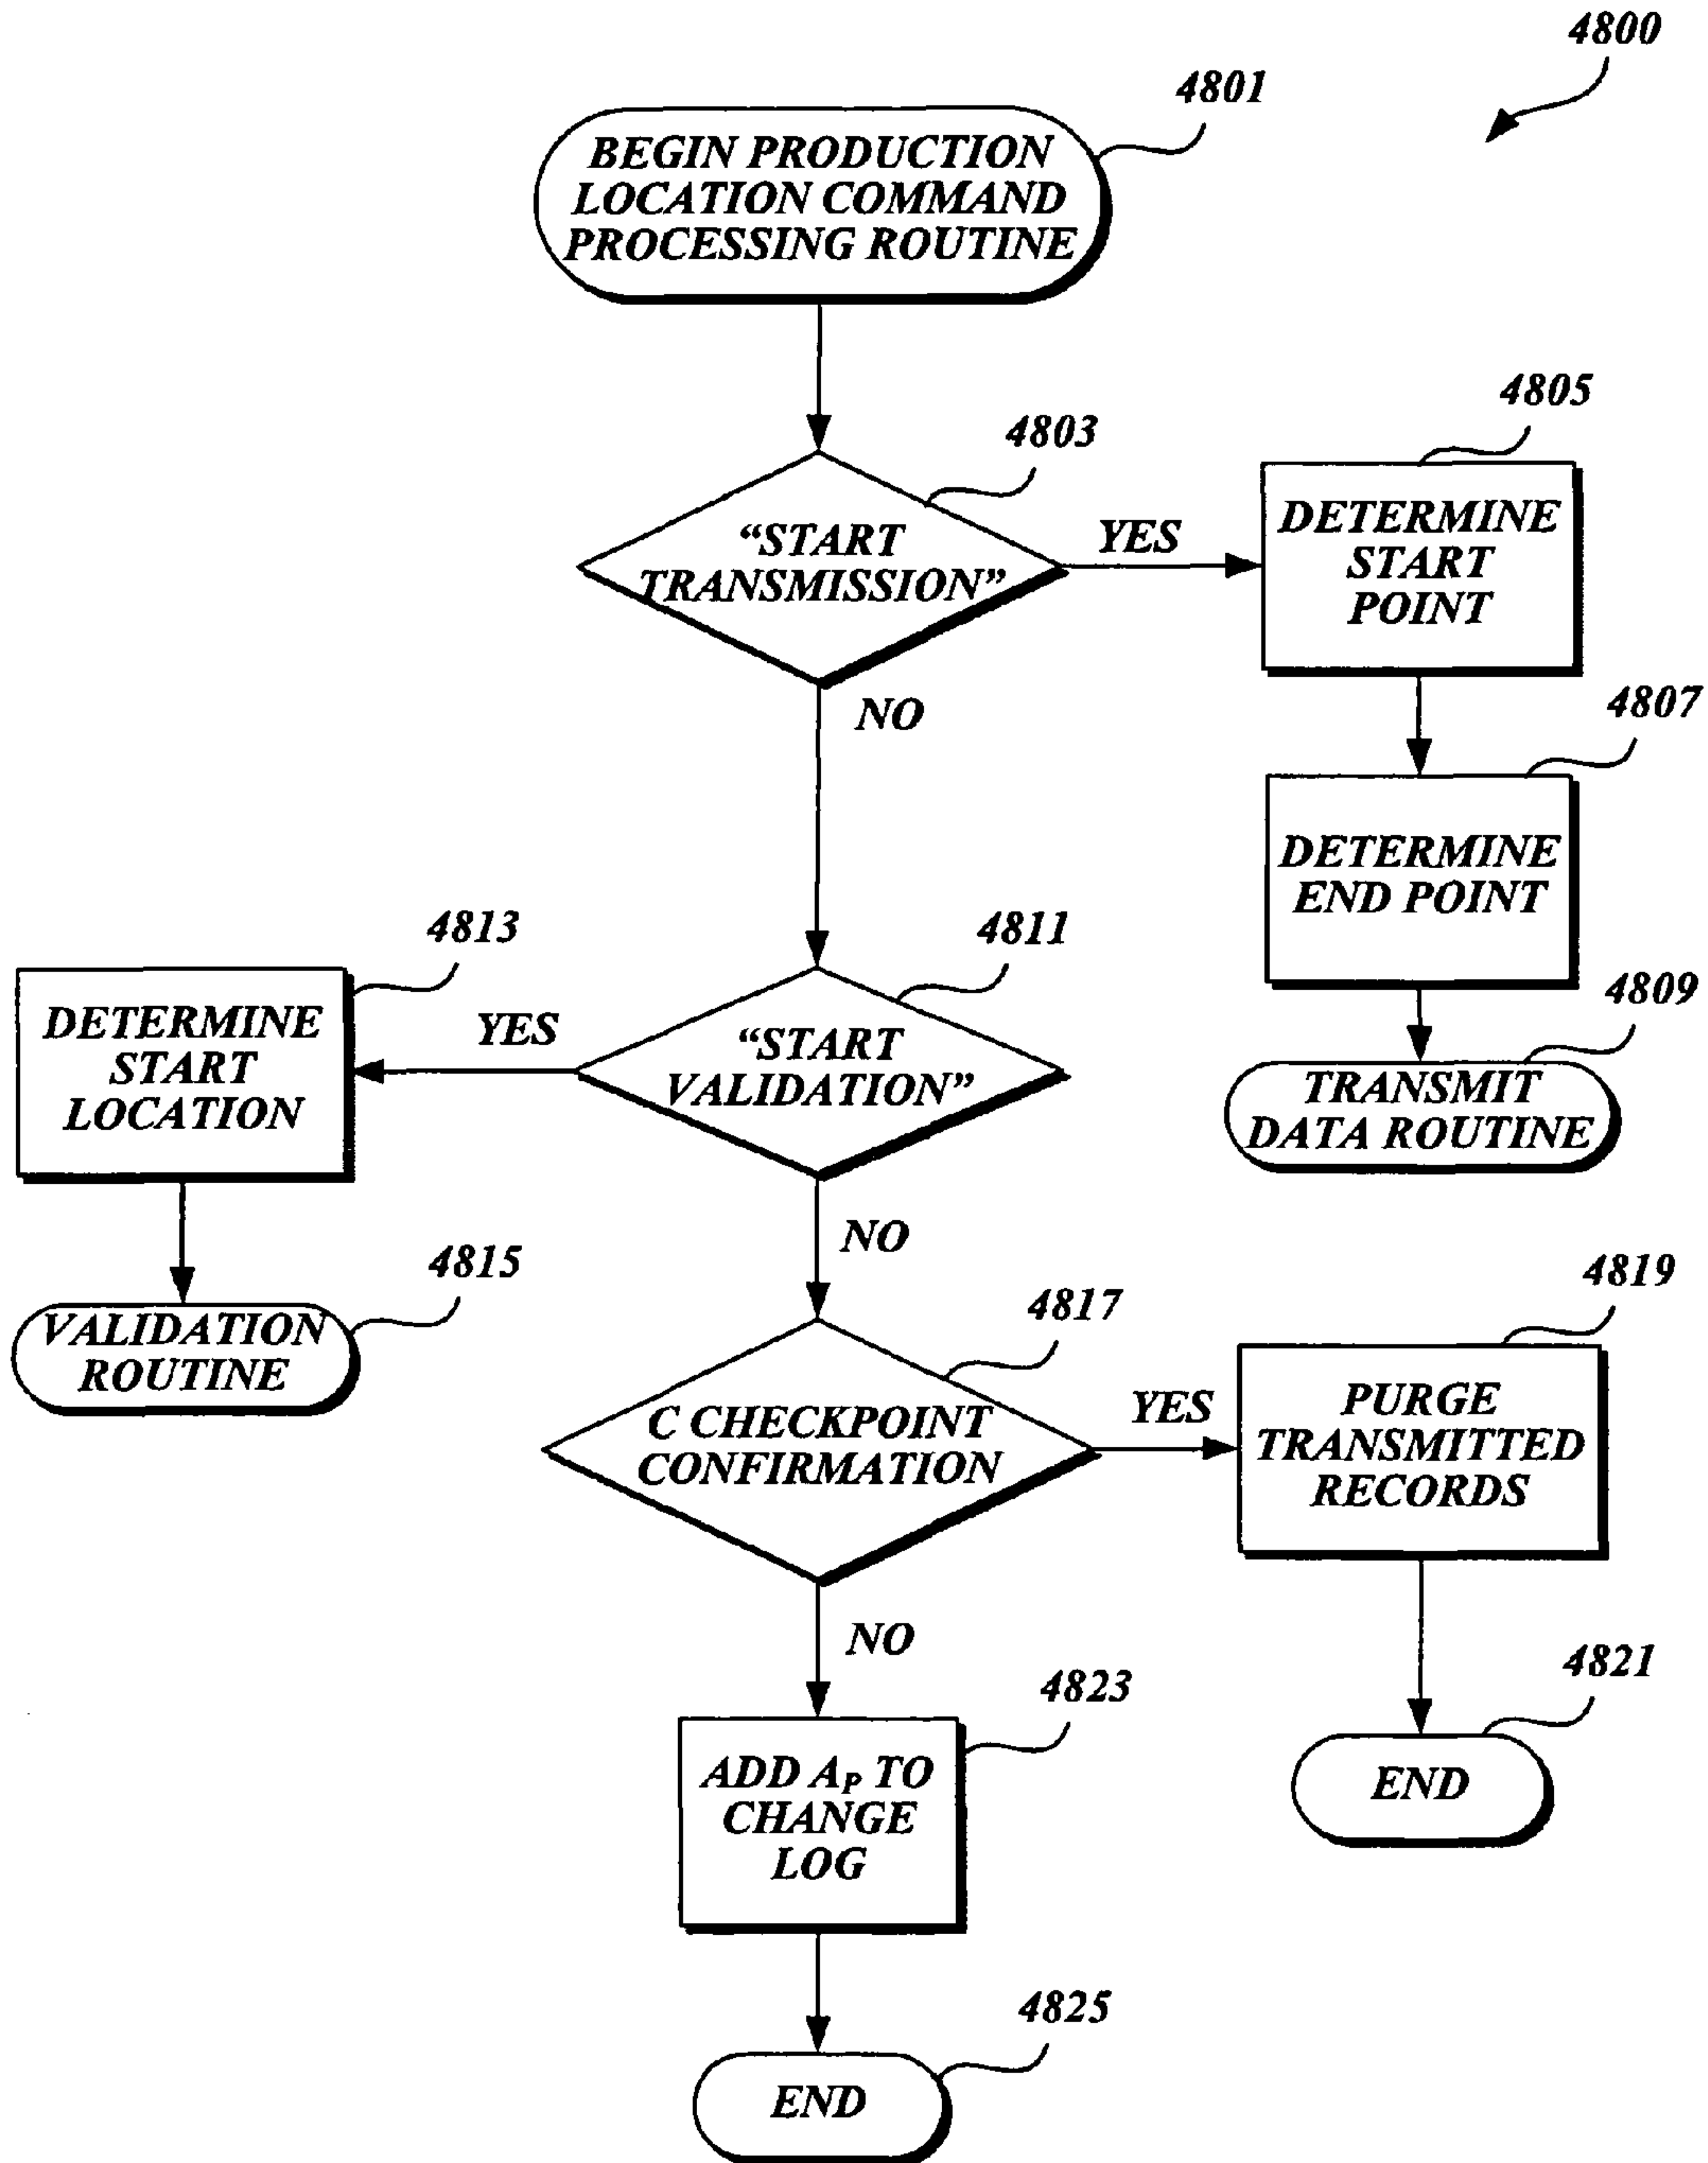 4800
4801
BEGIN PRODUCTION
LOCATION COMMAND
PROCESSING ROUTINE
4803
“START
TRANSMISSION”
YES
NO
4805
DETERMINE
START
POINT
4807
DETERMINE
END POINT
4809
TRANSMIT
DATA ROUTINE
4811
“START
VALIDATION”
YES
NO
4813
DETERMINE
START
LOCATION
4815
VALIDATION
ROUTINE
4817
C CHECKPOINT
CONFIRMATION
YES
NO
4819
PURGE
TRANSMITTED
RECORDS
4821
END
4823
ADD AP TO
CHANGE
LOG
4825
END